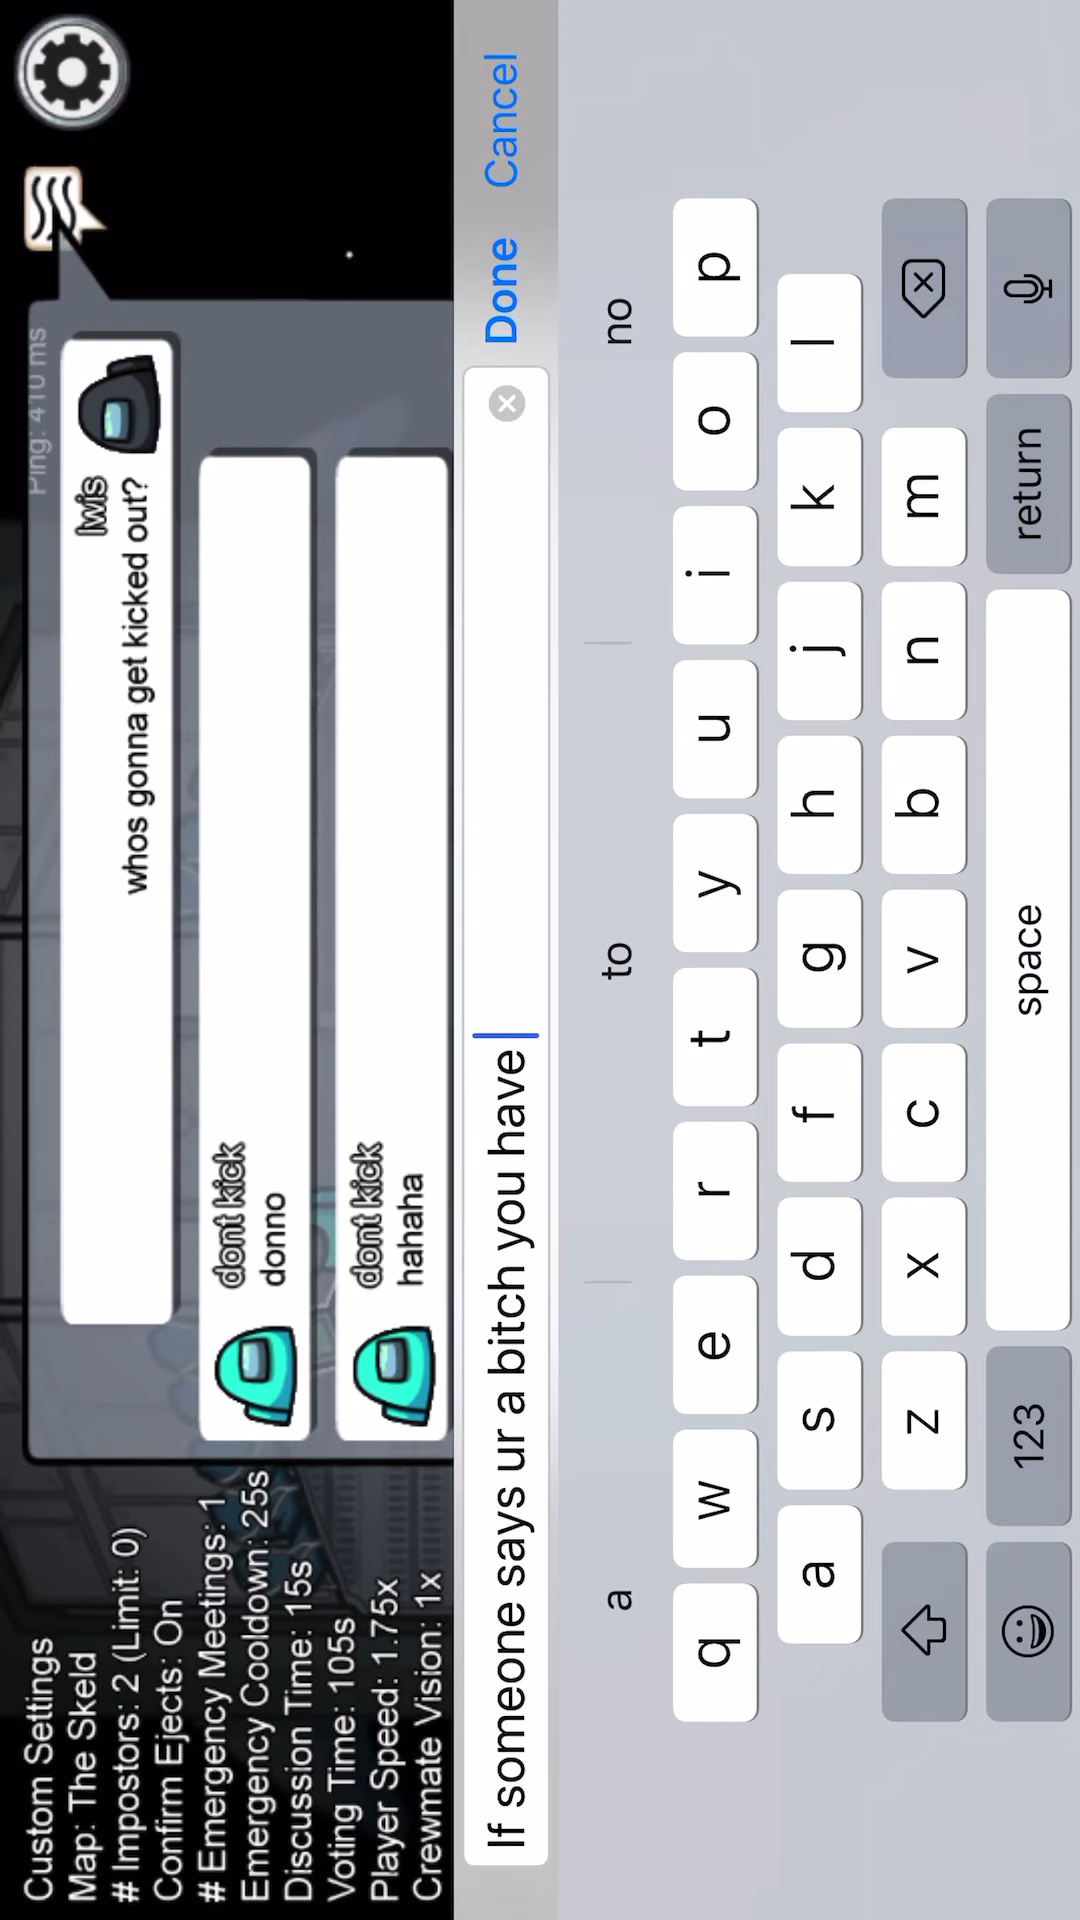 Custom Settings
Map: The Skeld
# Impostors: 2 (Limit: 0)
Confirm Ejects: On
# Emergency Meetings: 1
Emergency Cooldown: 25s
Discussion Time: 15s
Voting Time: 105s
Player Speed: 1.75x
Crewmate Vision: 1x
Ping: 410 ms
lwis
whos gonna get kicked out?
dont kick
donno
dont kick
hahaha
If someone says ur a bitch you have
Done Cancel
a to no
q w e r t y u i o p
a s d f g h j k l
z x c v b n m
123 space return